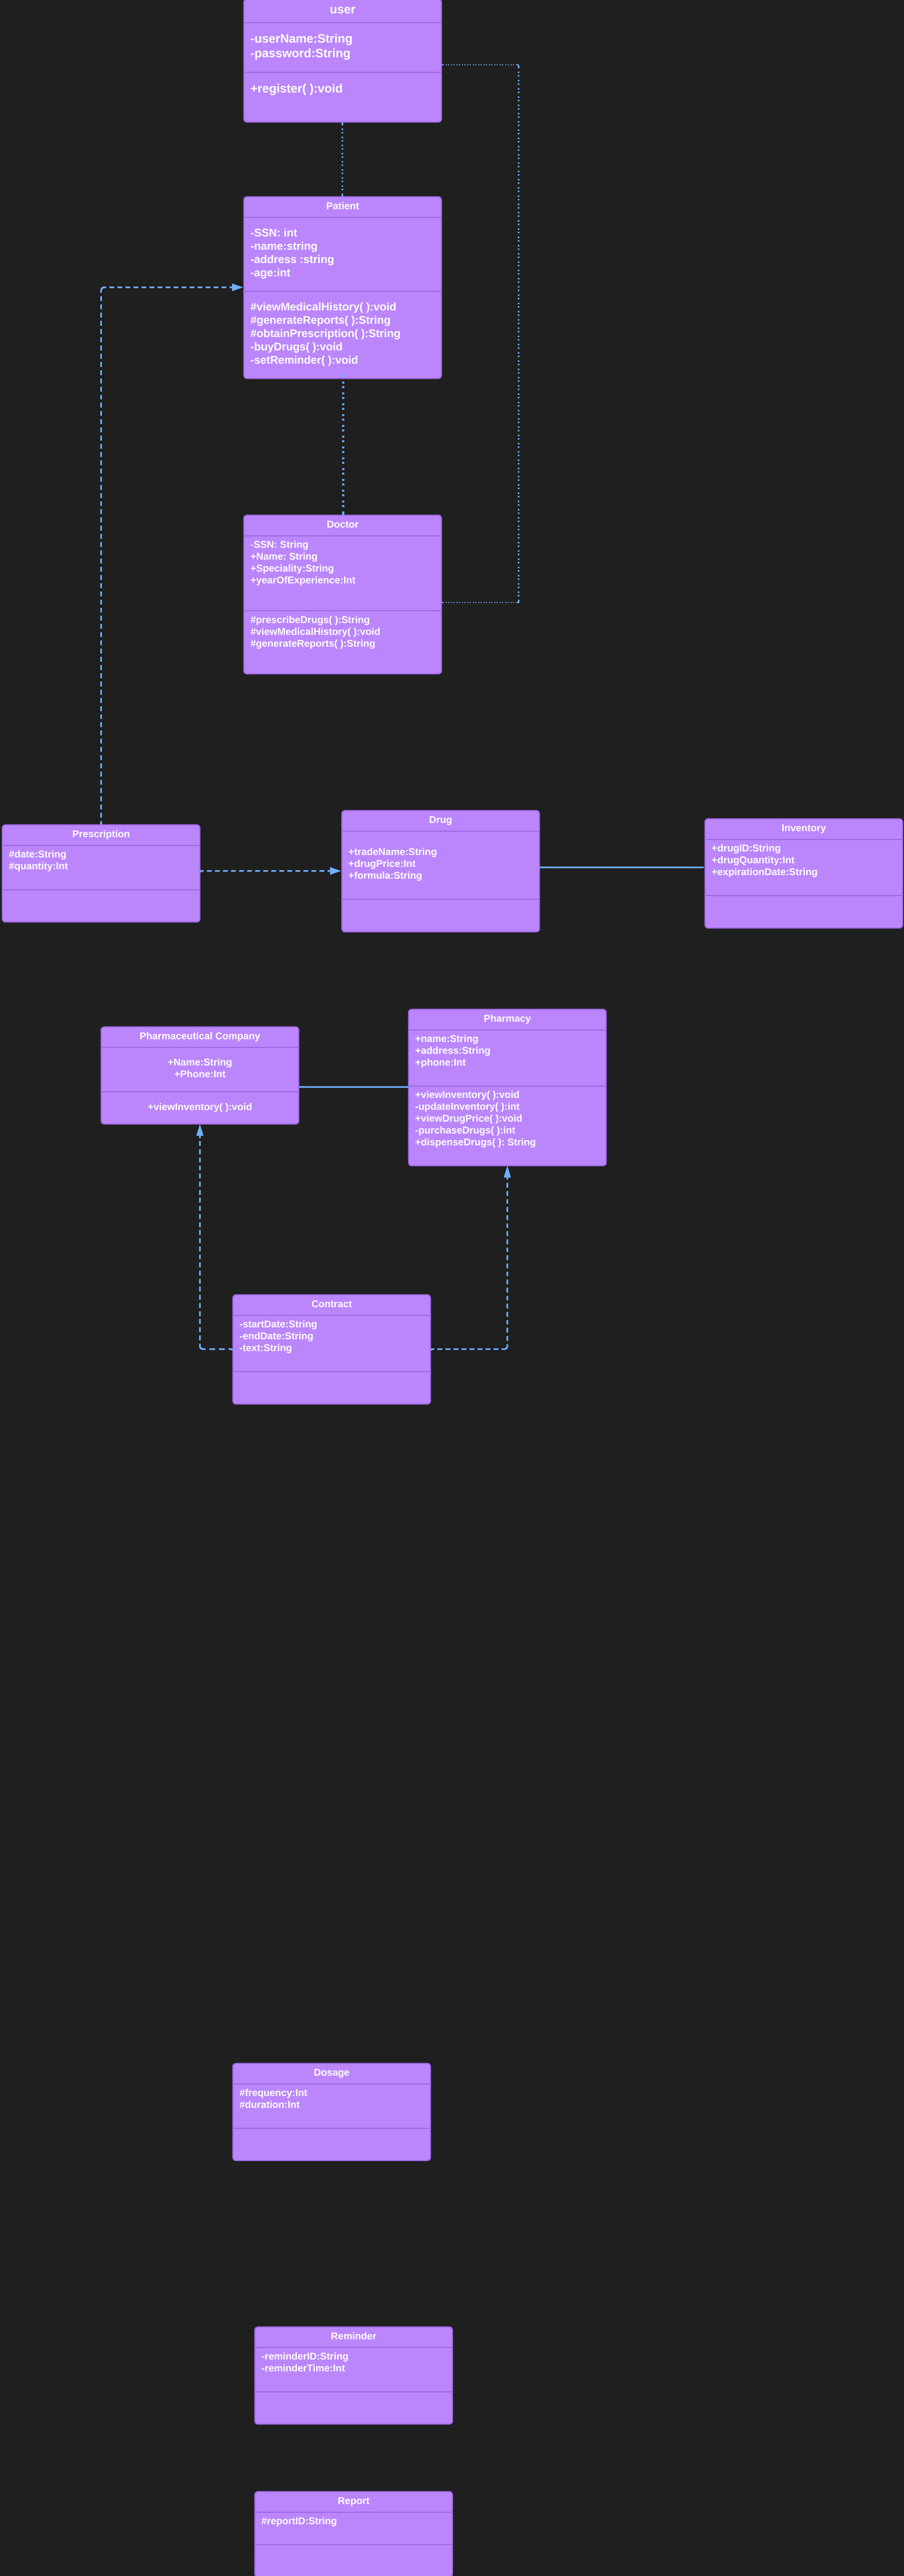 user
-userName:String
-password:String
+register( ):void
Patient
-SSN: int
-name:string
-address :string
-age:int
#viewMedicalHistory( ):void
#generateReports( ):String
#obtainPrescription( ):String
-buyDrugs( ):void
-setReminder( ):void
Doctor
-SSN: String
+Name: String
+Speciality:String
+yearOfExperience:Int
#prescribeDrugs( ):String
#viewMedicalHistory( ):void
#generateReports( ):String
Prescription
#date:String
#quantity:Int
Drug
+tradeName:String
+drugPrice:Int
+formula:String
Inventory
+drugID:String
+drugQuantity:Int
+expirationDate:String
Pharmaceutical Company
+Name:String
+Phone:Int
+viewInventory( ):void
Pharmacy
+name:String
+address:String
+phone:Int
+viewInventory( ):void
-updateInventory( ):int
+viewDrugPrice( ):void
-purchaseDrugs( ):int
+dispenseDrugs( ): String
Contract
-startDate:String
-endDate:String
-text:String
Dosage
#frequency:Int
#duration:Int
Reminder
-reminderID:String
-reminderTime:Int
Report
#reportID:String